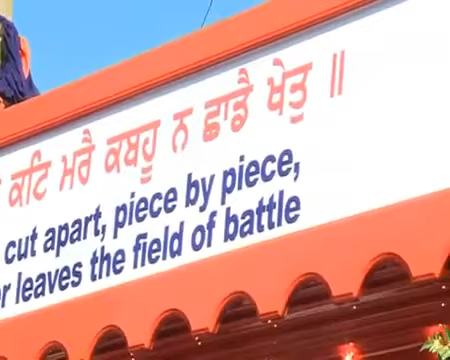 ਕਟਿ ਮਰੈ ਕਬਹੂ ਨ ਛਾਡੈ ਖੇਤੁ ॥
cut apart, piece by piece,
leaves the field of battle